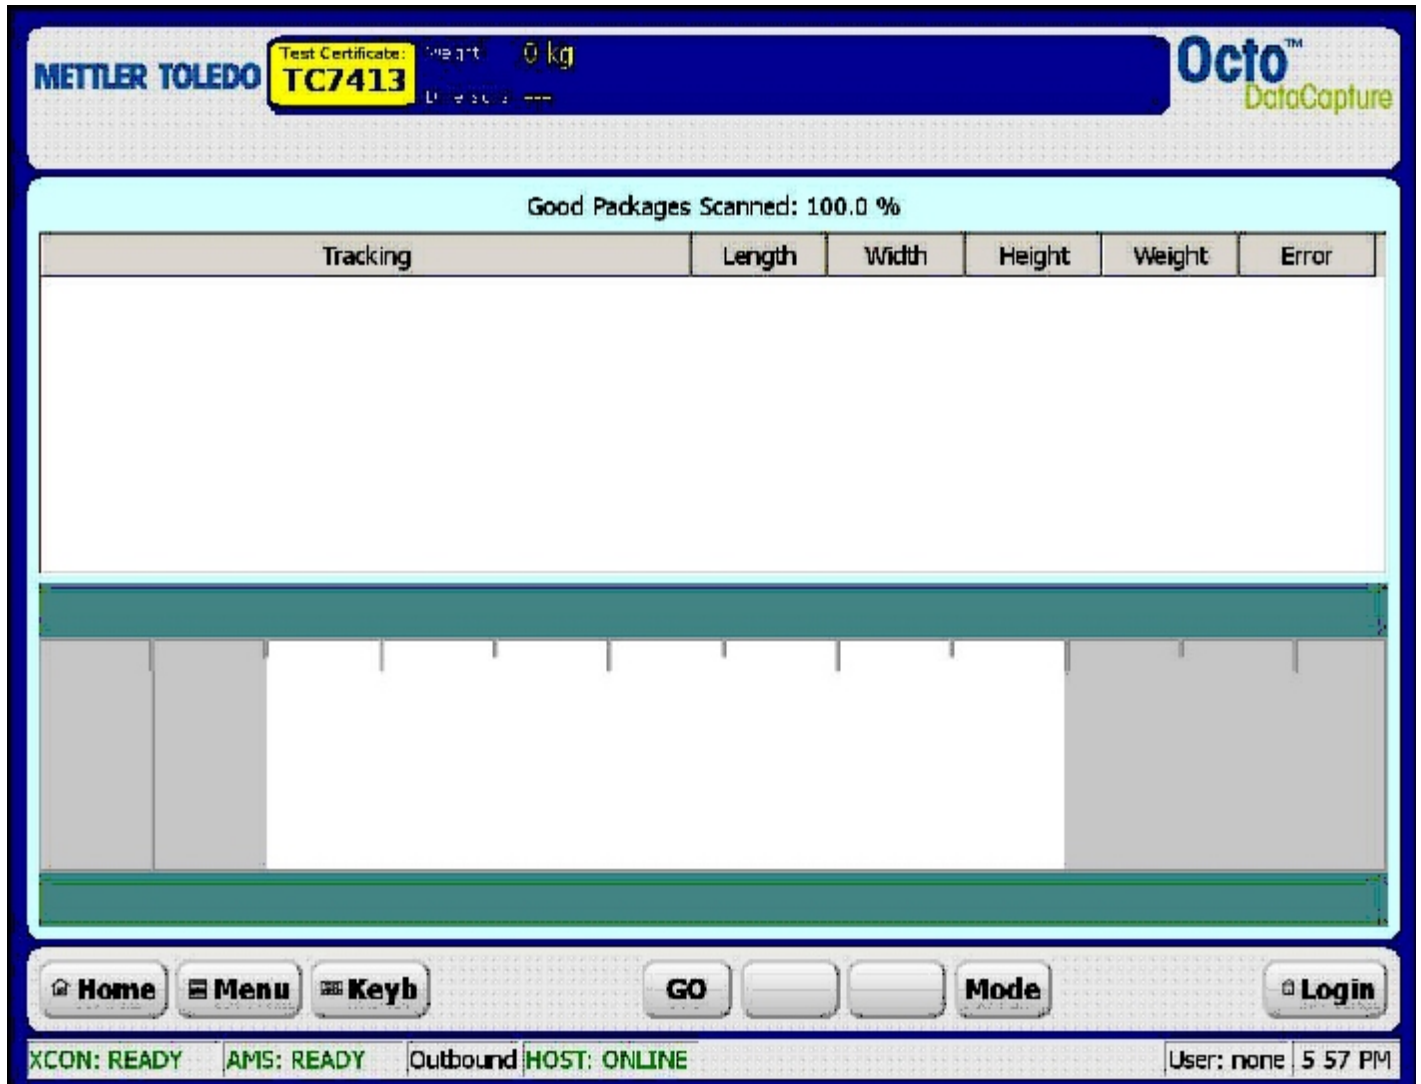 METTLER TOLEDO
Test Certificate:
TC7413
Weight 0 kg
---
Octo™
DataCapture
Good Packages Scanned: 100.0 %
Tracking Length Width Height Weight Error
Home Menu Keyb GO Mode Login
XCON: READY AMS: READY Outbound HOST: ONLINE User: none 5 57 PM